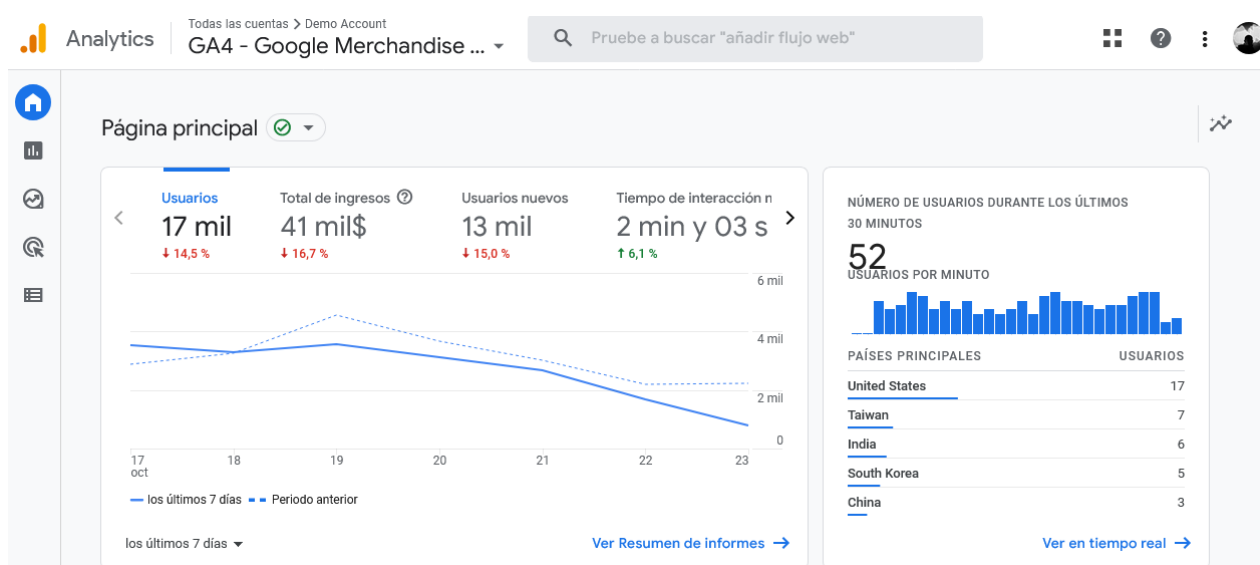 Todas las cuentas > Demo Account
Analytics
GA4 - Google Merchandise ...
Pruebe a buscar "añadir flujo web"
Página principal
Usuarios
17 mil
14,5 %
Total de ingresos
41 mil$
16,7 %
Usuarios nuevos
13 mil
15,0 %
Tiempo de interacción n
2 min y 03 s
6,1 %
6 mil
4 mil
2 mil
0
17 18 19 20 21 22 23
oct
los últimos 7 días Periodo anterior
los últimos 7 días
Ver Resumen de informes
NÚMERO DE USUARIOS DURANTE LOS ÚLTIMOS
30 MINUTOS
52
USUARIOS POR MINUTO
PAÍSES PRINCIPALES USUARIOS
United States 17
Taiwan 7
India 6
South Korea 5
China 3
Ver en tiempo real